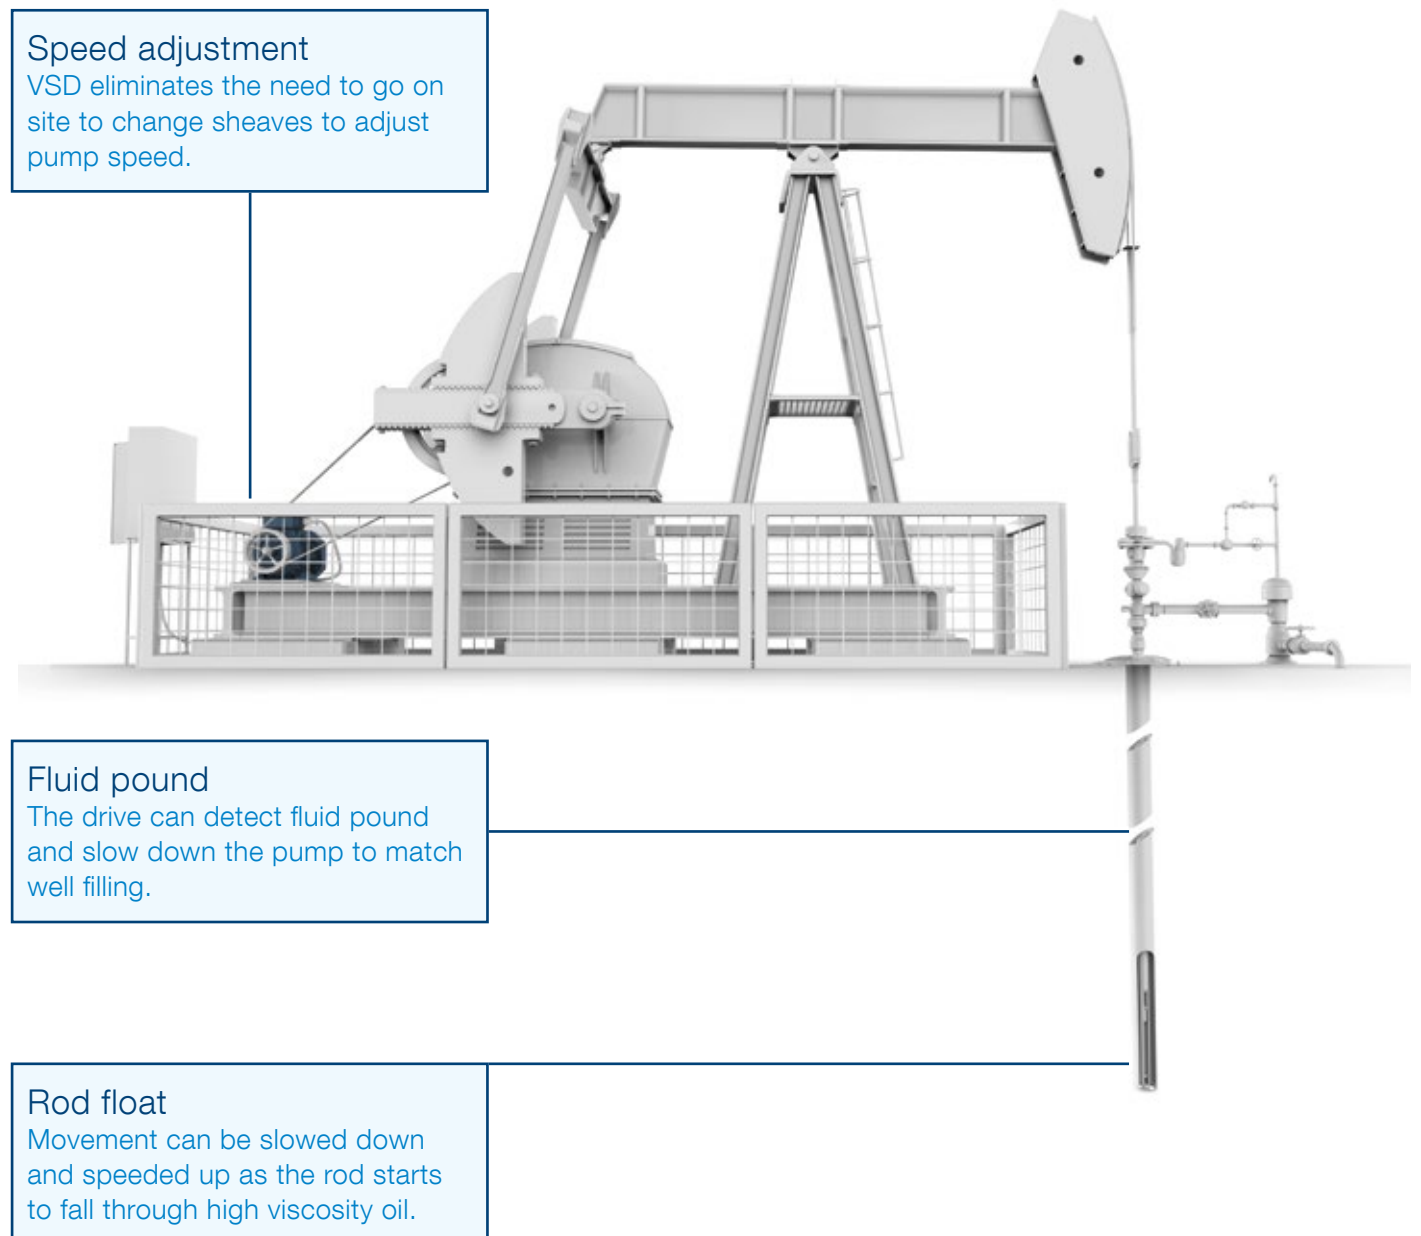 Speed adjustment
VSD eliminates the need to go on
site to change sheaves to adjust
pump speed.
Fluid pound
The drive can detect fluid pound
and slow down the pump to match
well filling.
Rod float
Movement can be slowed down
and speeded up as the rod starts
to fall through high viscosity oil.